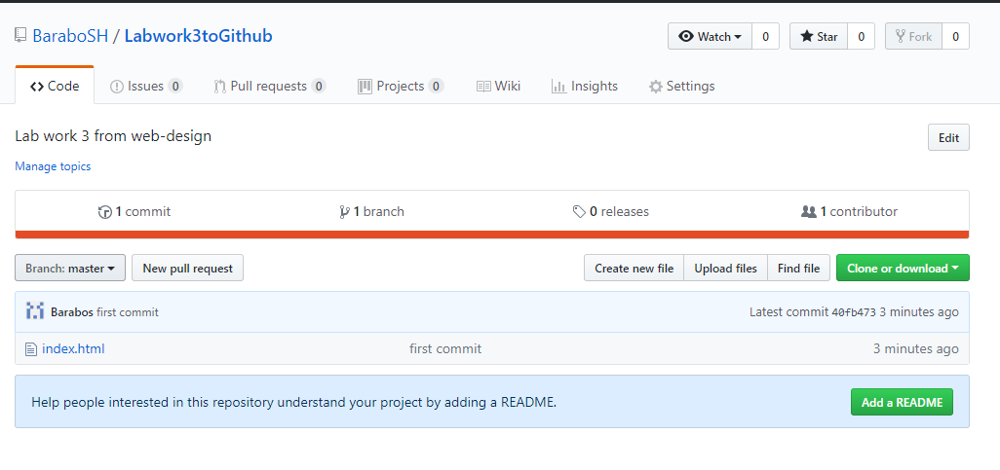 BaraboSH / Labwork3toGithub
Watch 0 Star 0 Fork 0
Code Issues 0 Pull requests 0 Projects 0 Wiki Insights Settings
Lab work 3 from web-design Edit
Manage topics
1 commit 1 branch 0 releases 1 contributor
Branch: master New pull request Create new file Upload files Find file Clone or download
Barabos first commit Latest commit 40fb473 3 minutes ago
index.html first commit 3 minutes ago
Help people interested in this repository understand your project by adding a README. Add a README